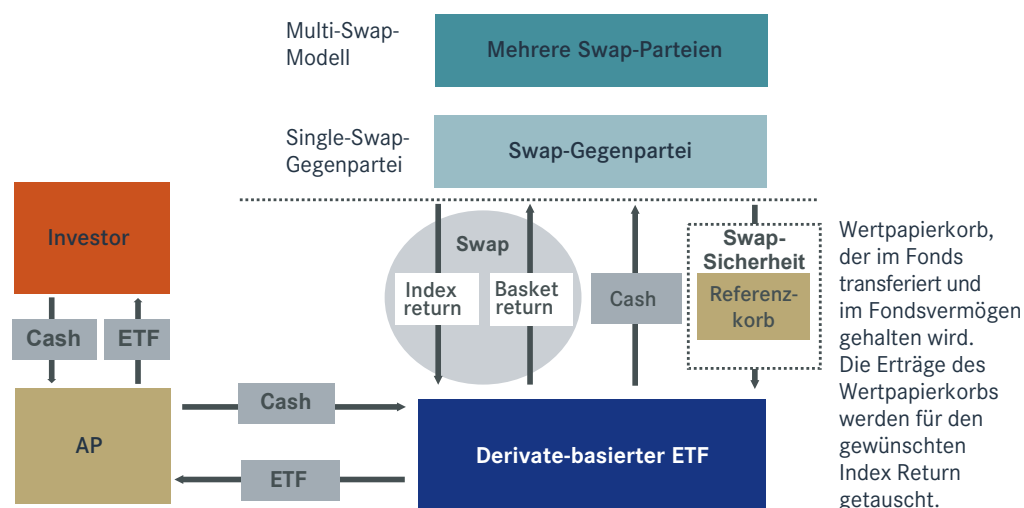 Multi-Swap-
Modell
Mehrere Swap-Parteien
Single-Swap-
Gegenpartei
Swap-Gegenpartei
Investor
Swap
Index
return
Basket
return
Cash
Swap-
Sicherheit
Referenz-
korb
Wertpapierkorb,
der im Fonds
transferiert und
im Fondsvermögen
gehalten wird.
Die Erträge des
Wertpapierkorbs
werden für den
gewünschten
Index Return
getauscht.
Cash
ETF
AP
Cash
ETF
Derivate-basierter ETF